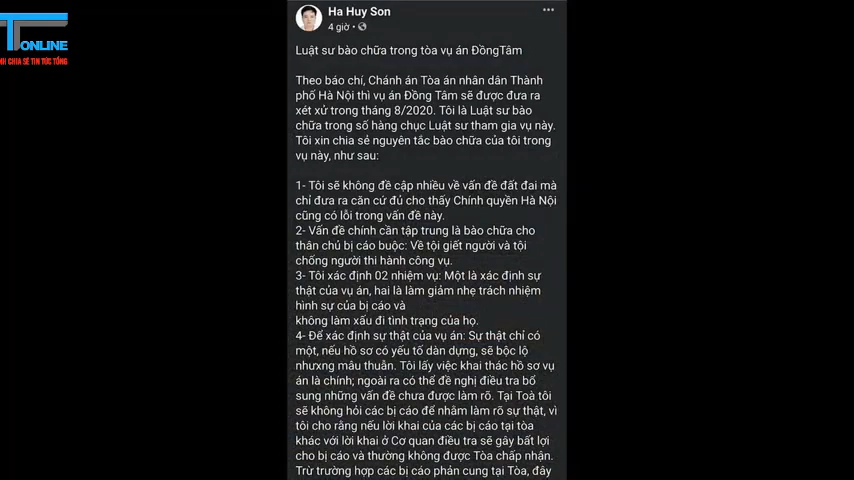 T
ONLINE
NH CHIA SẺ TIN TỨC TỔNG
Ha Huy Son
4 giờ •
Luật sư bào chữa trong tòa vụ án ĐồngTâm
Theo báo chí, Chánh án Tòa án nhân dân Thành
phố Hà Nội thì vụ án Đồng Tâm sẽ được đưa ra
xét xử trong tháng 8/2020. Tôi là Luật sư bào
chữa trong số hàng chục Luật sư tham gia vụ này.
Tôi xin chia sẻ nguyên tắc bào chữa của tôi trong
vụ này, như sau:
1- Tôi sẽ không đề cập nhiều về vấn đề đất đai mà
chỉ đưa ra căn cứ đủ cho thấy Chính quyền Hà Nội
cũng có lỗi trong vấn đề này.
2- Vấn đề chính cần tập trung là bào chữa cho
thân chủ bị cáo buộc: Về tội giết người và tội
chống người thi hành công vụ.
3- Tôi xác định 02 nhiệm vụ: Một là xác định sự
thật của vụ án, hai là làm giảm nhẹ trách nhiệm
hình sự của bị cáo và
không làm xấu đi tình trạng của họ.
4- Để xác định sự thật của vụ án: Sự thật chỉ có
một, nếu hồ sơ có yếu tố dàn dựng, sẽ bộc lộ
nhưxng mâu thuẫn. Tôi lấy việc khai thác hồ sơ vụ
án là chính; ngoài ra có thể đề nghị điều tra bổ
sung những vấn đề chưa được làm rõ. Tại Toà tôi
sẽ không hỏi các bị cáo để nhằm làm rõ sự thật, vì
tôi cho rằng nếu lời khai của các bị cáo tại tòa
khác với lời khai ở Cơ quan điều tra sẽ gây bất lợi
cho bị cáo và thường không được Tòa chấp nhận.
Trừ trường hợp các bị cáo phản cung tại Tòa, đây